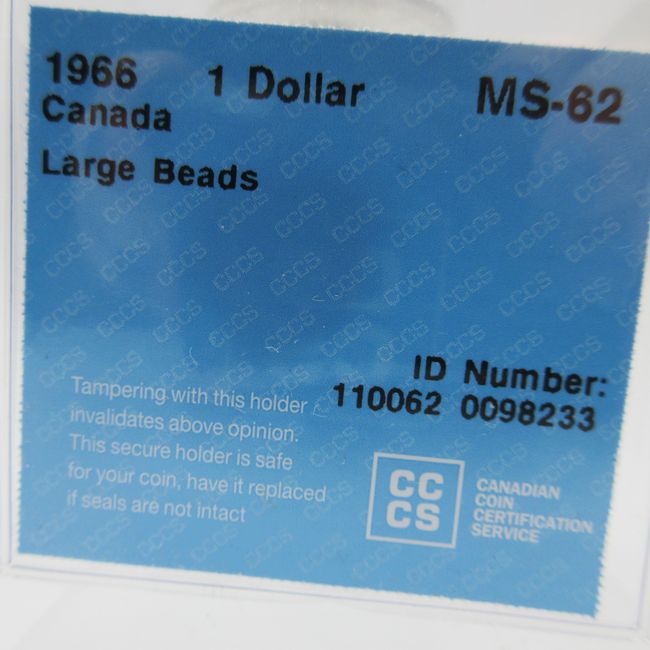 1966 1 Dollar MS-62
Canada
Large Beads
ID Number:
110062 0098233
Tampering with this holder
invalidates above opinion.
This secure holder is safe
for your coin, have it replaced
if seals are not intact
CC
CS
CANADIAN
COIN
CERTIFICATION
SERVICE